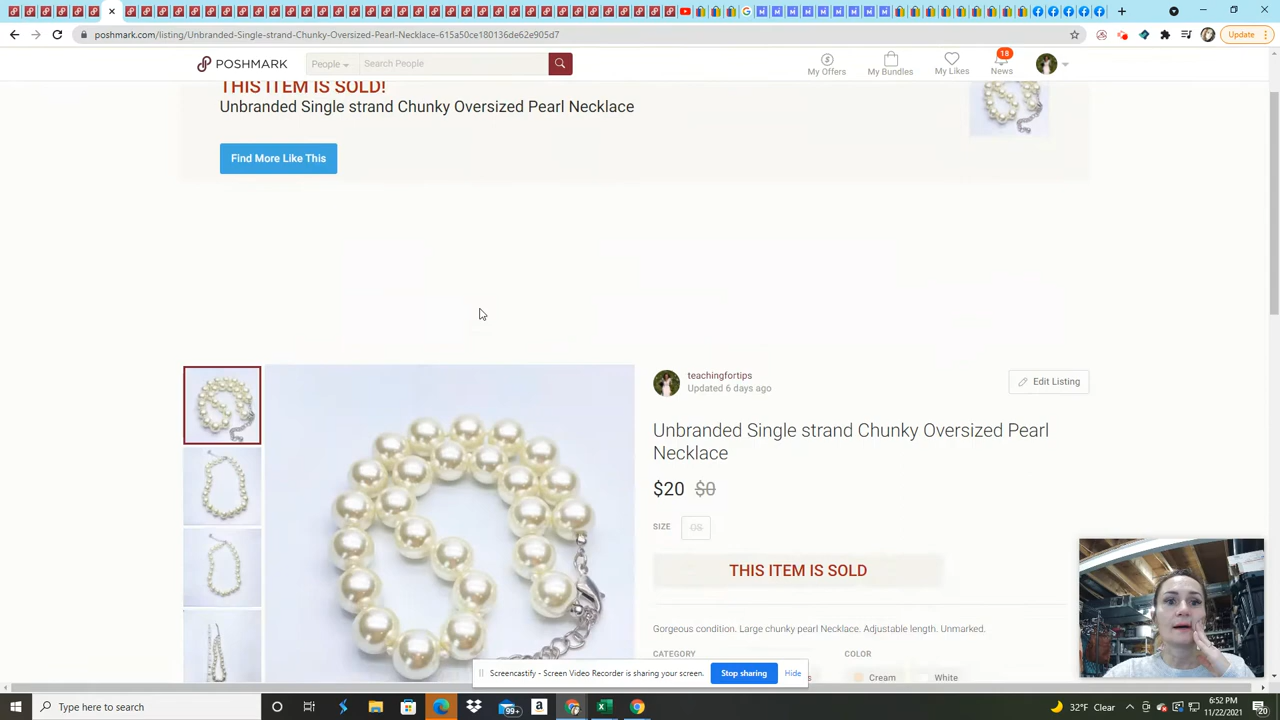 poshmark.com/listing/Unbranded-Single-strand-Chunky-Oversized-Pearl-Necklace-615a50ce180136de62e905d7
Update
POSHMARK
People
Search People
My Offers
My Bundles
My Likes
18
News
THIS ITEM IS SOLD!
Unbranded Single strand Chunky Oversized Pearl Necklace
Find More Like This
teachingfortips
Updated 6 days ago
Edit Listing
Unbranded Single strand Chunky Oversized Pearl
Necklace
$20 $0
SIZE OS
THIS ITEM IS SOLD
Gorgeous condition. Large chunky pearl Necklace. Adjustable length. Unmarked.
CATEGORY COLOR
Cream White
Screencastify - Screen Video Recorder is sharing your screen.
Stop sharing
Hide
Type here to search
99+
32°F Clear
6:52 PM
11/22/2021
20